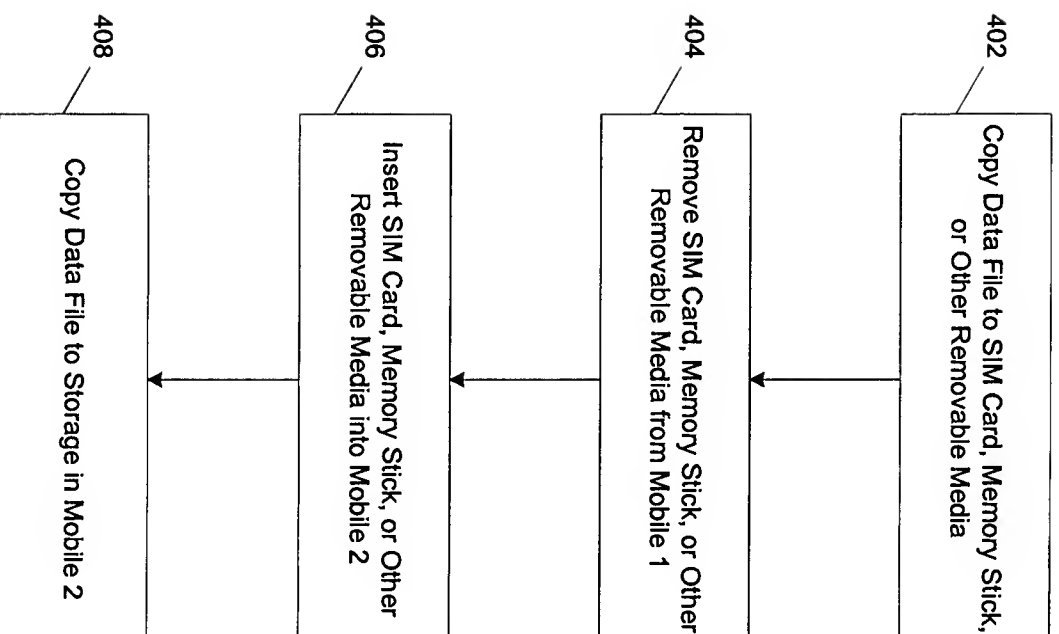 402
Copy Data File to SIM Card, Memory Stick,
or Other Removable Media
404
Remove SIM Card, Memory Stick, or Other
Removable Media from Mobile 1
406
Insert SIM Card, Memory Stick, or Other
Removable Media into Mobile 2
408
Copy Data File to Storage in Mobile 2